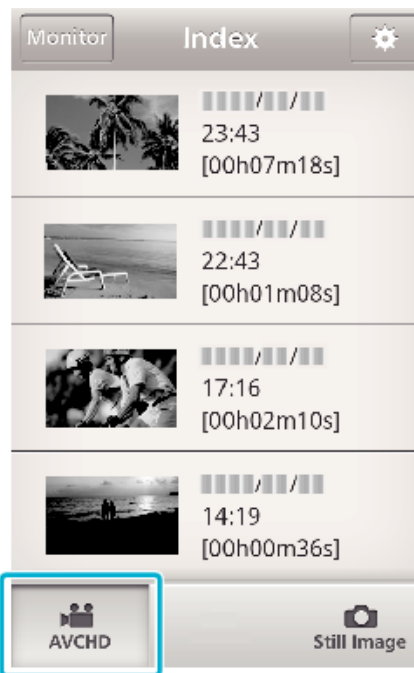 Monitor Index
23:43
[00h07m18s]
22:43
[00h01m08s]
17:16
[00h02m10s]
14:19
[00h00m36s]
AVCHD
Still Image